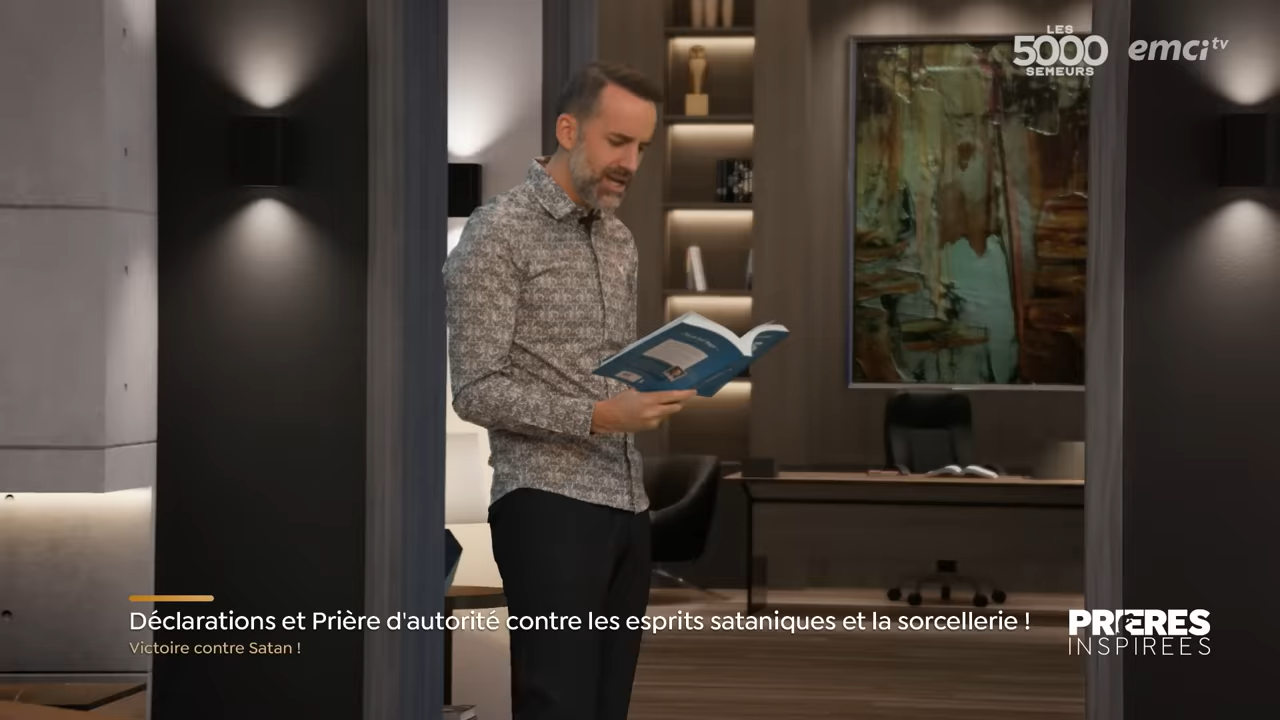 LES
5000
SEMEURS
emci tv
Déclarations et Prière d'autorité contre les esprits sataniques et la sorcellerie !
Victoire contre Satan !
PRIERES
INSPIRÉES